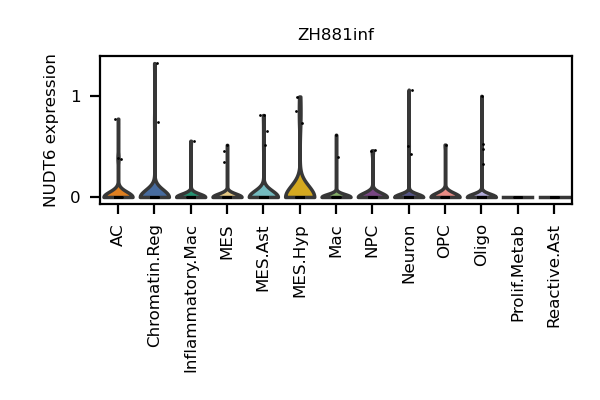 ZH881inf
NUDT6 expression
1
0
AC
Chromatin.Reg
Inflammatory.Mac
MES
MES.Ast
MES.Hyp
Mac
NPC
Neuron
OPC
Oligo
Prolif.Metab
Reactive.Ast